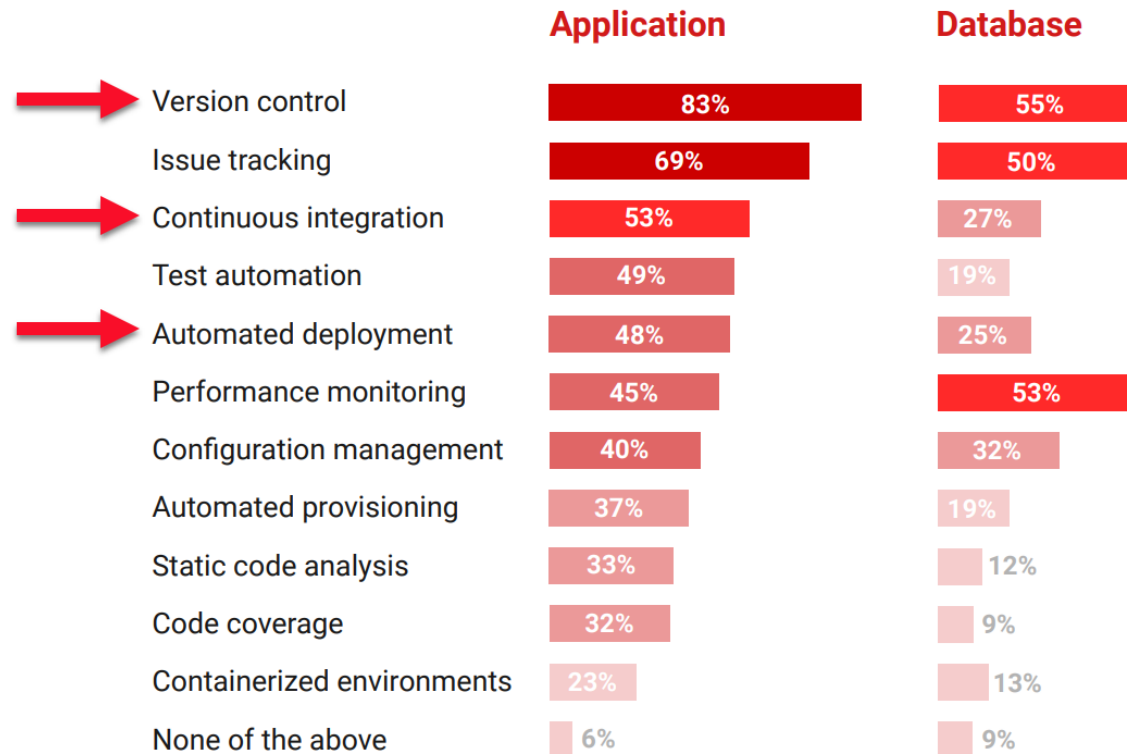 Application Database
Version control 83% 55%
Issue tracking 69% 50%
Continuous integration 53% 27%
Test automation 49% 19%
Automated deployment 48% 25%
Performance monitoring 45% 53%
Configuration management 40% 32%
Automated provisioning 37% 19%
Static code analysis 33% 12%
Code coverage 32% 9%
Containerized environments 23% 13%
None of the above 6% 9%